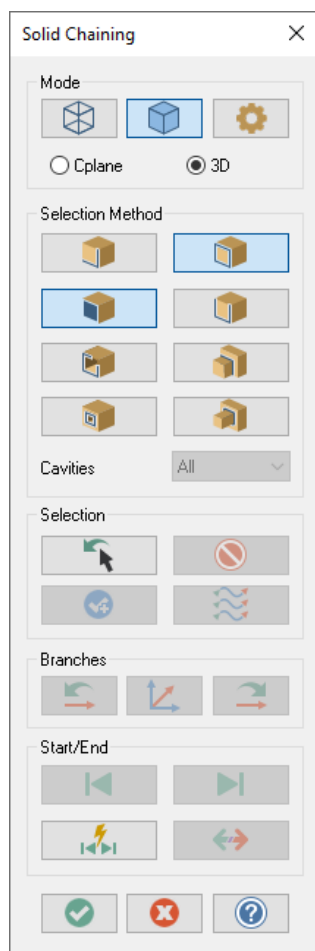 Solid Chaining
Mode
Cplane
3D
Selection Method
Cavities
All
Selection
Branches
Start/End